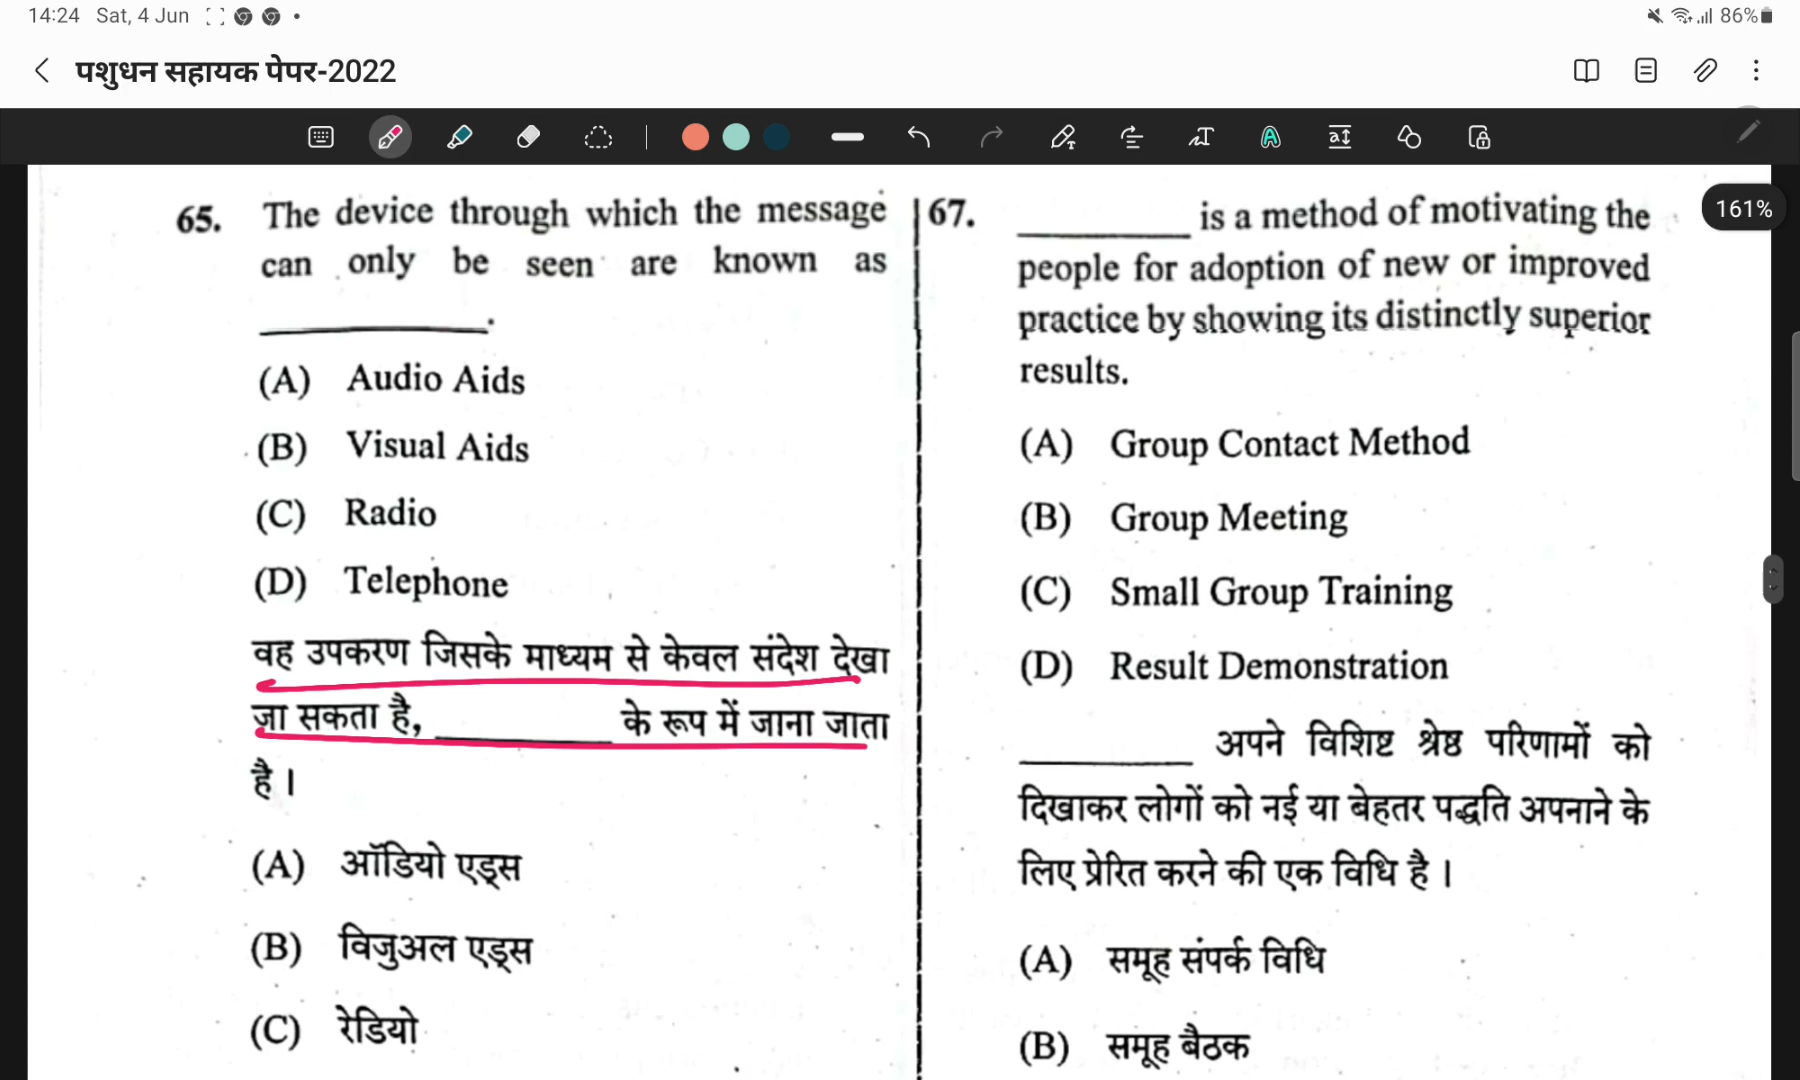 14:24 Sat, 4 Jun
86%
पशुधन सहायक पेपर-2022
161%
65. The device through which the message
can only be seen are known as
__________.
(A) Audio Aids
(B) Visual Aids
(C) Radio
(D) Telephone
वह उपकरण जिसके माध्यम से केवल संदेश देखा
जा सकता है, __________ के रूप में जाना जाता
है।
(A) ऑडियो एड्स
(B) विजुअल एड्स
(C) रेडियो
67. __________ is a method of motivating the
people for adoption of new or improved
practice by showing its distinctly superior
results.
(A) Group Contact Method
(B) Group Meeting
(C) Small Group Training
(D) Result Demonstration
__________ अपने विशिष्ट श्रेष्ठ परिणामों को
दिखाकर लोगों को नई या बेहतर पद्धति अपनाने के
लिए प्रेरित करने की एक विधि है।
(A) समूह संपर्क विधि
(B) समूह बैठक